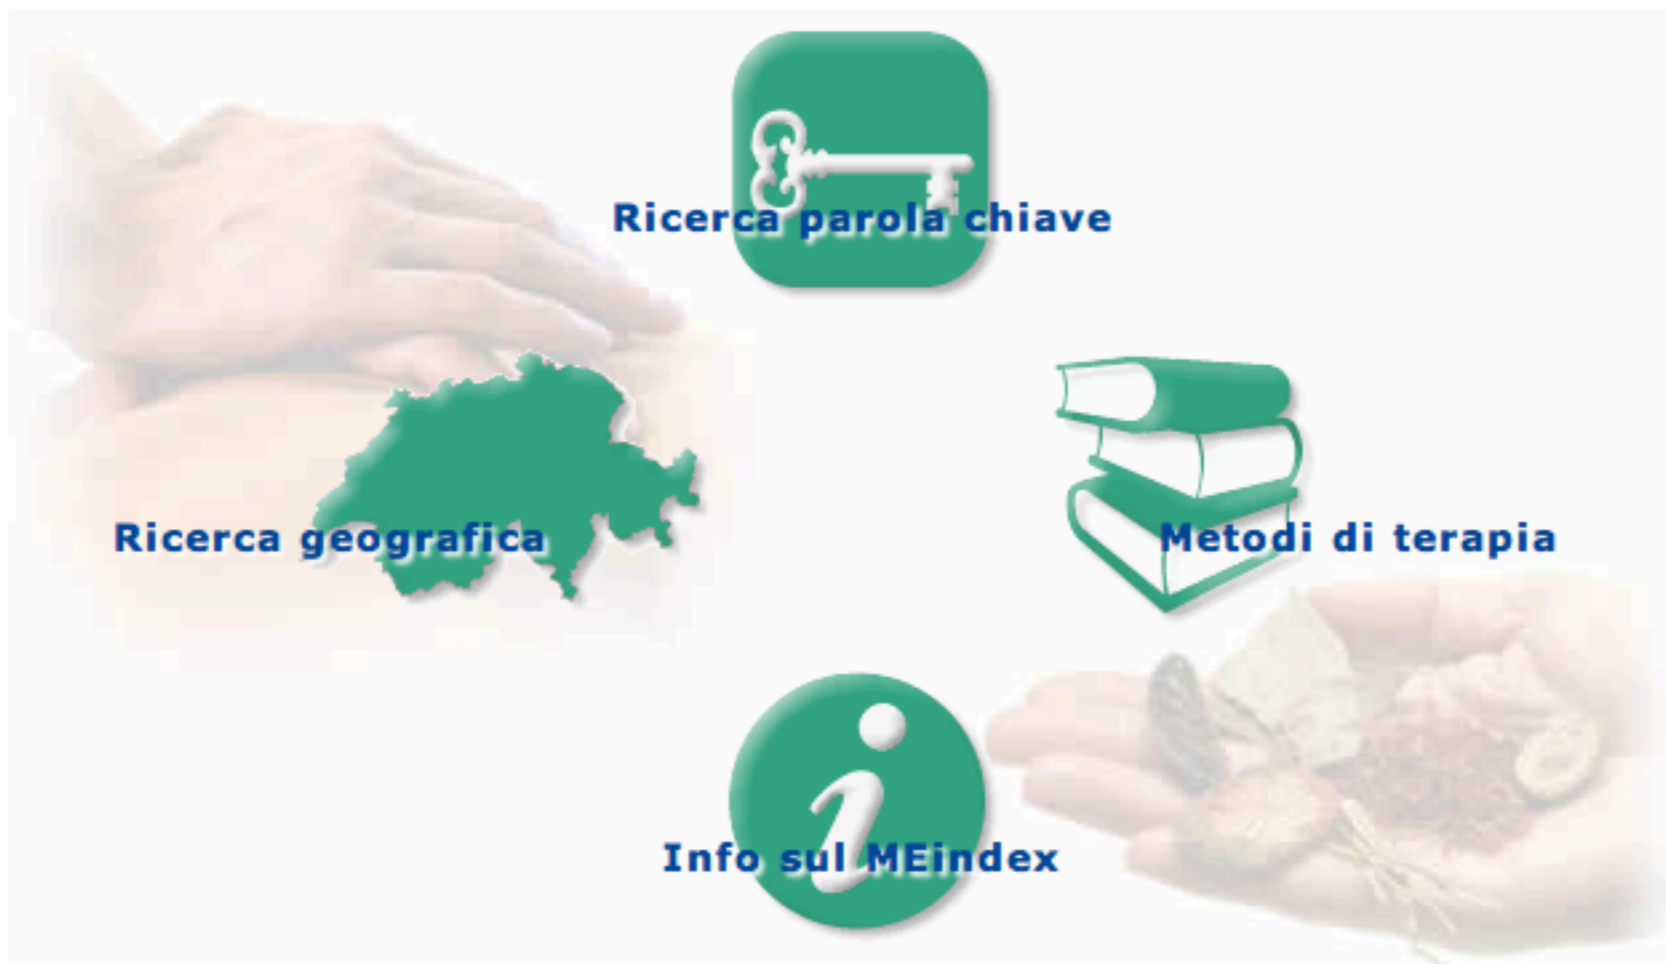 Ricerca parola chiave
Ricerca geografica
Metodi di terapia
Info sul MEindex